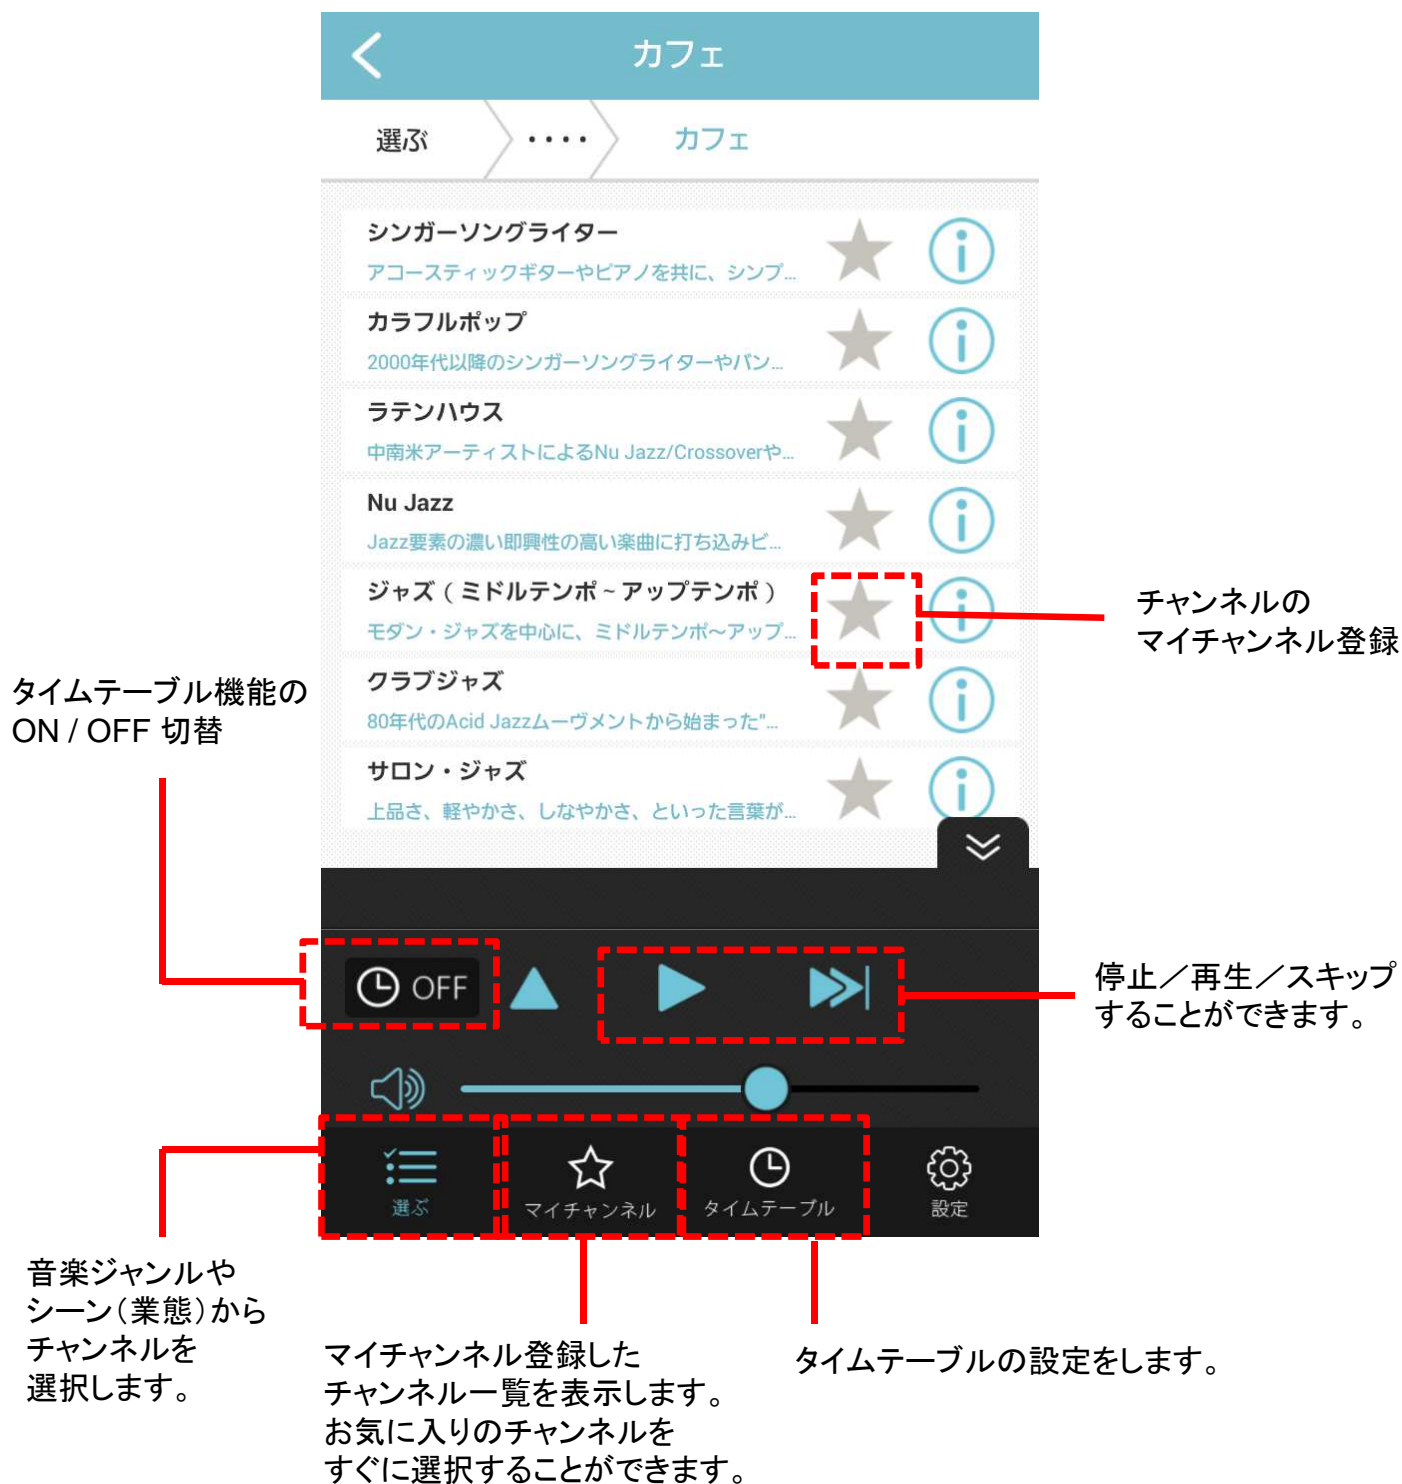 カフェ
選ぶ
････
カフェ
シンガーソングライター
アコースティックギターやピアノを共に、シンプ...
カラフルポップ
2000年代以降のシンガーソングライターやバン...
ラテンハウス
中南米アーティストによるNu Jazz/Crossoverや...
Nu Jazz
Jazz要素の濃い即興性の高い楽曲に打ち込みビ...
ジャズ（ミドルテンポ～アップテンポ）
モダン・ジャズを中心に、ミドルテンポ～アップ...
クラブジャズ
80年代のAcid Jazzムーヴメントから始まった"...
サロン・ジャズ
上品さ、軽やかさ、しなやかさ、といった言葉が...
チャンネルの
マイチャンネル登録
タイムテーブル機能の
ON / OFF 切替
OFF
停止／再生／スキップ
することができます。
選ぶ
マイチャンネル
タイムテーブル
設定
音楽ジャンルや
シーン（業態）から
チャンネルを
選択します。
マイチャンネル登録した
チャンネル一覧を表示します。
お気に入りのチャンネルを
すぐに選択することができます。
タイムテーブルの設定をします。